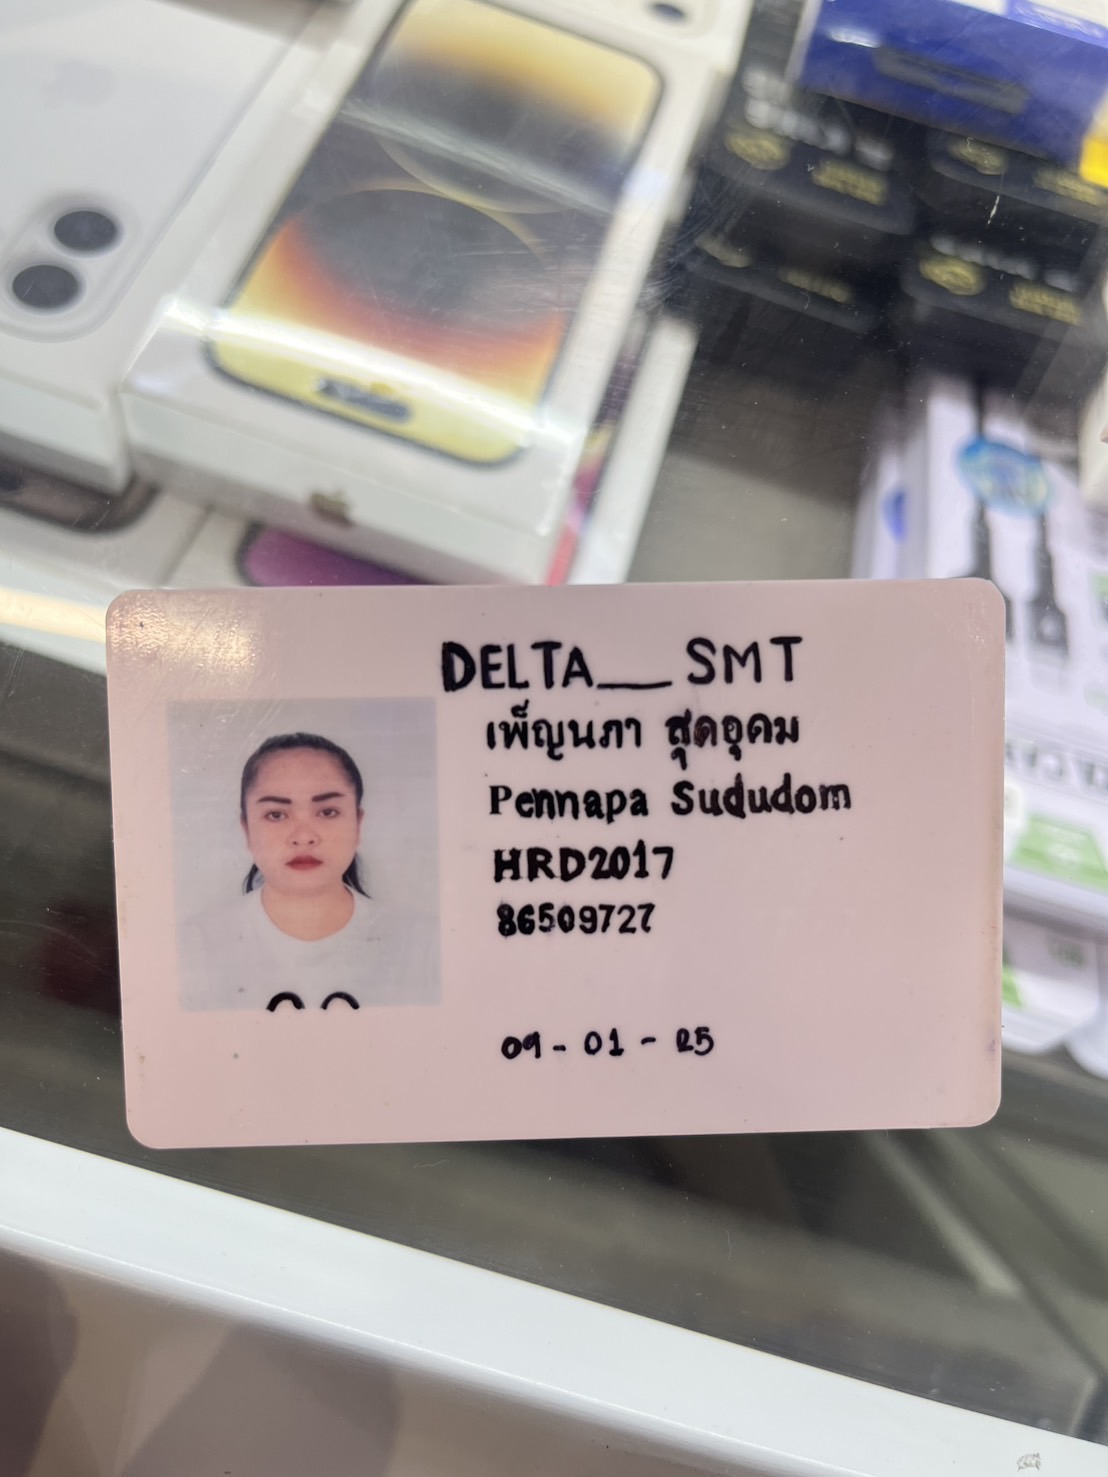 DELTA__SMT
เพ็ญนภา สุดอุดม
Pennapa Sududom
HRD2017
86509727
09-01-25